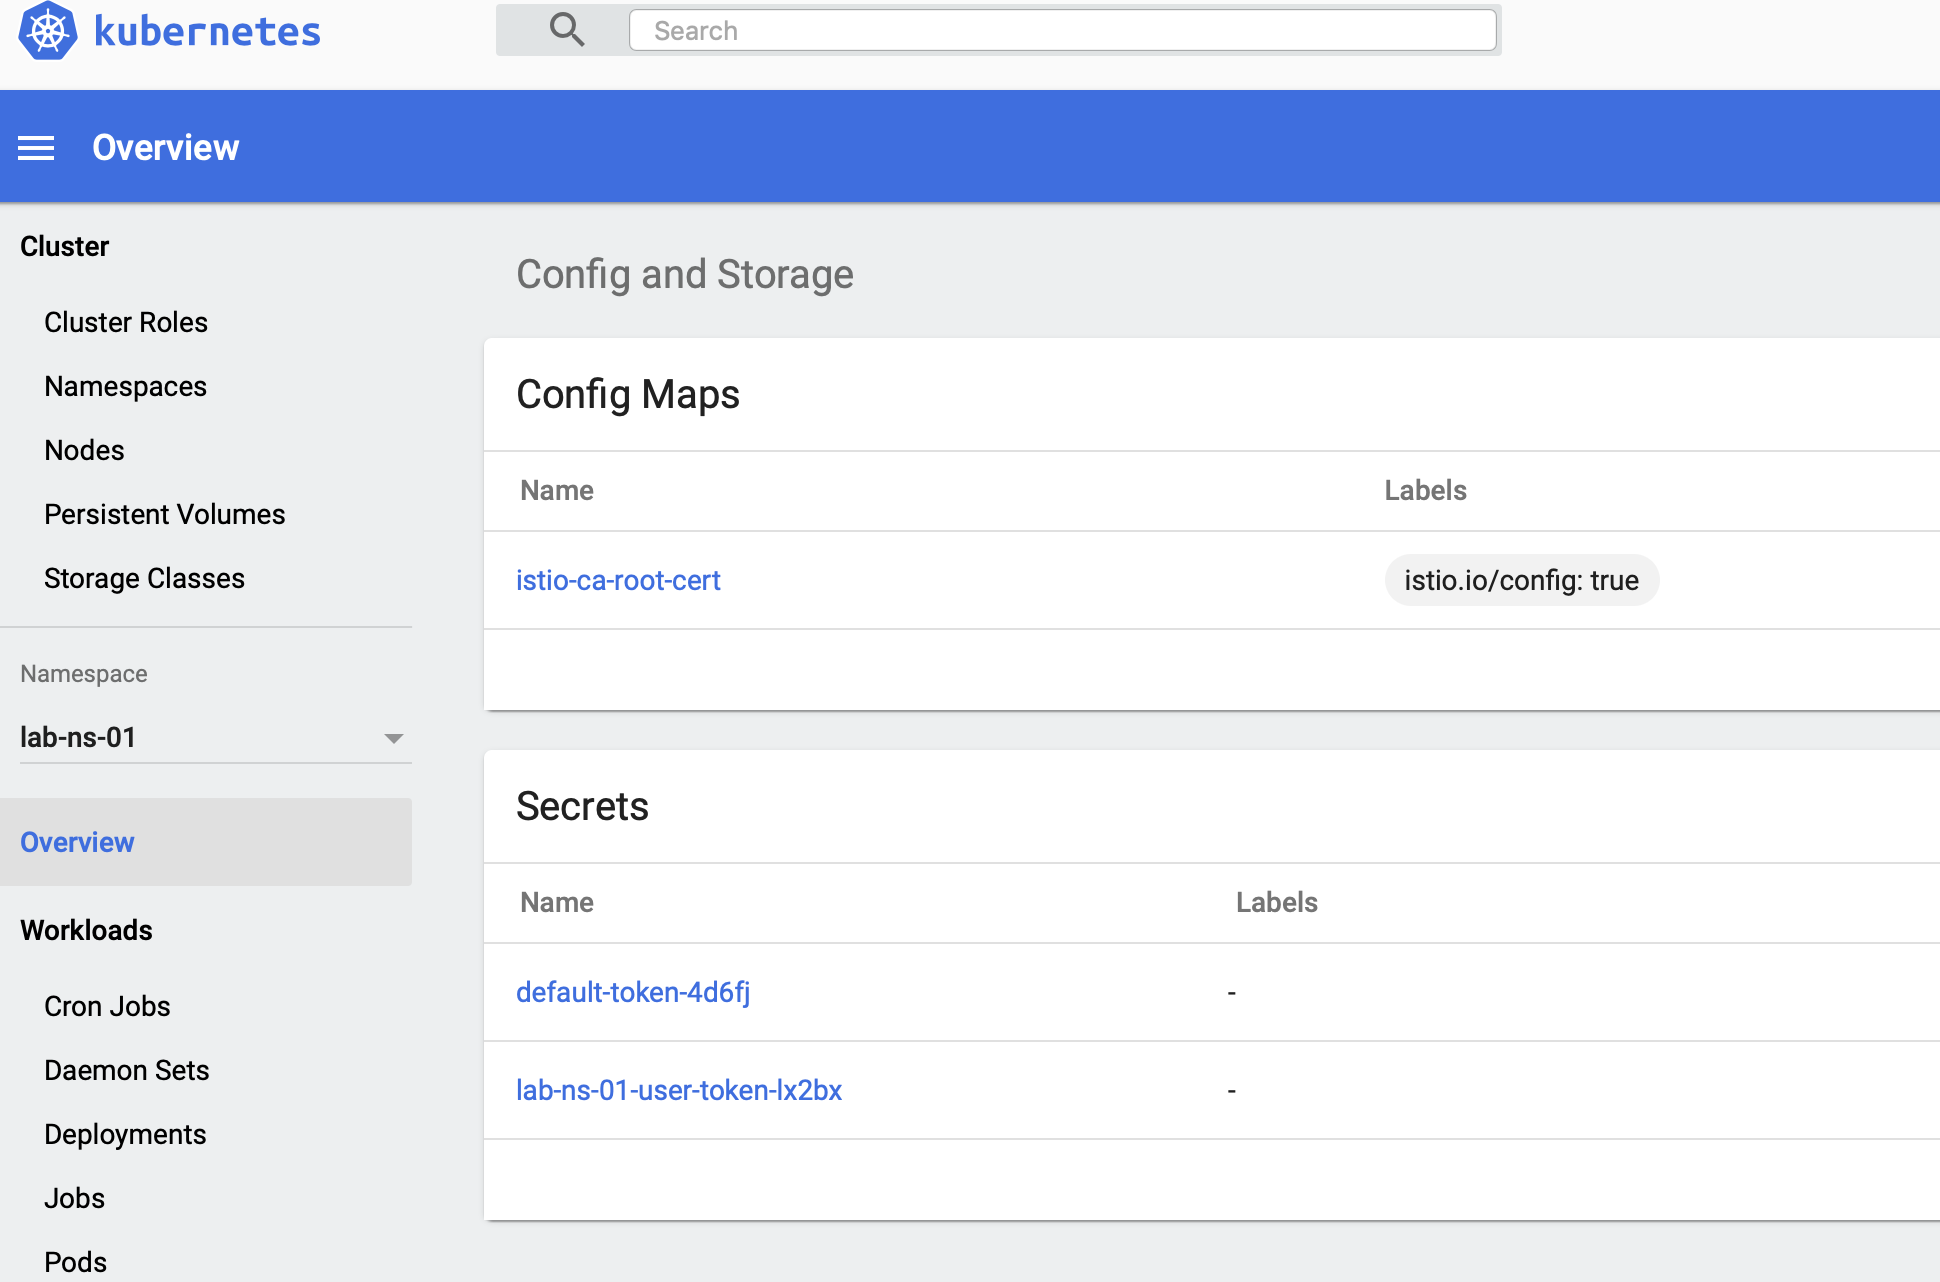 kubernetes
Search
Overview
Cluster
Cluster Roles
Namespaces
Nodes
Persistent Volumes
Storage Classes
Namespace
lab-ns-01
Overview
Workloads
Cron Jobs
Daemon Sets
Deployments
Jobs
Pods
Config and Storage
Config Maps
Name Labels
istio-ca-root-cert istio.io/config: true
Secrets
Name Labels
default-token-4d6fj -
lab-ns-01-user-token-lx2bx -